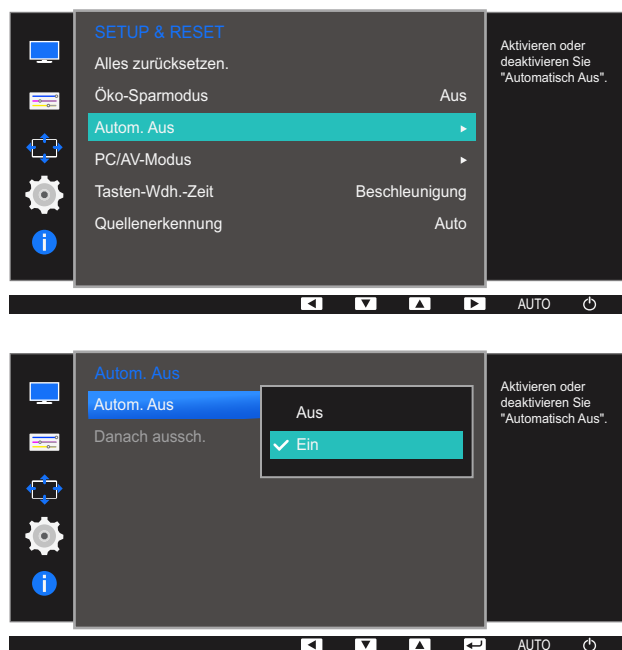 SETUP & RESET
Alles zurücksetzen.
Öko-Sparmodus Aus
Autom. Aus
PC/AV-Modus
Tasten-Wdh.-Zeit Beschleunigung
Quellenerkennung Auto
Aktivieren oder
deaktivieren Sie
"Automatisch Aus".
AUTO
Autom. Aus
Autom. Aus
Danach aussch.
Aus
Ein
Aktivieren oder
deaktivieren Sie
"Automatisch Aus".
AUTO